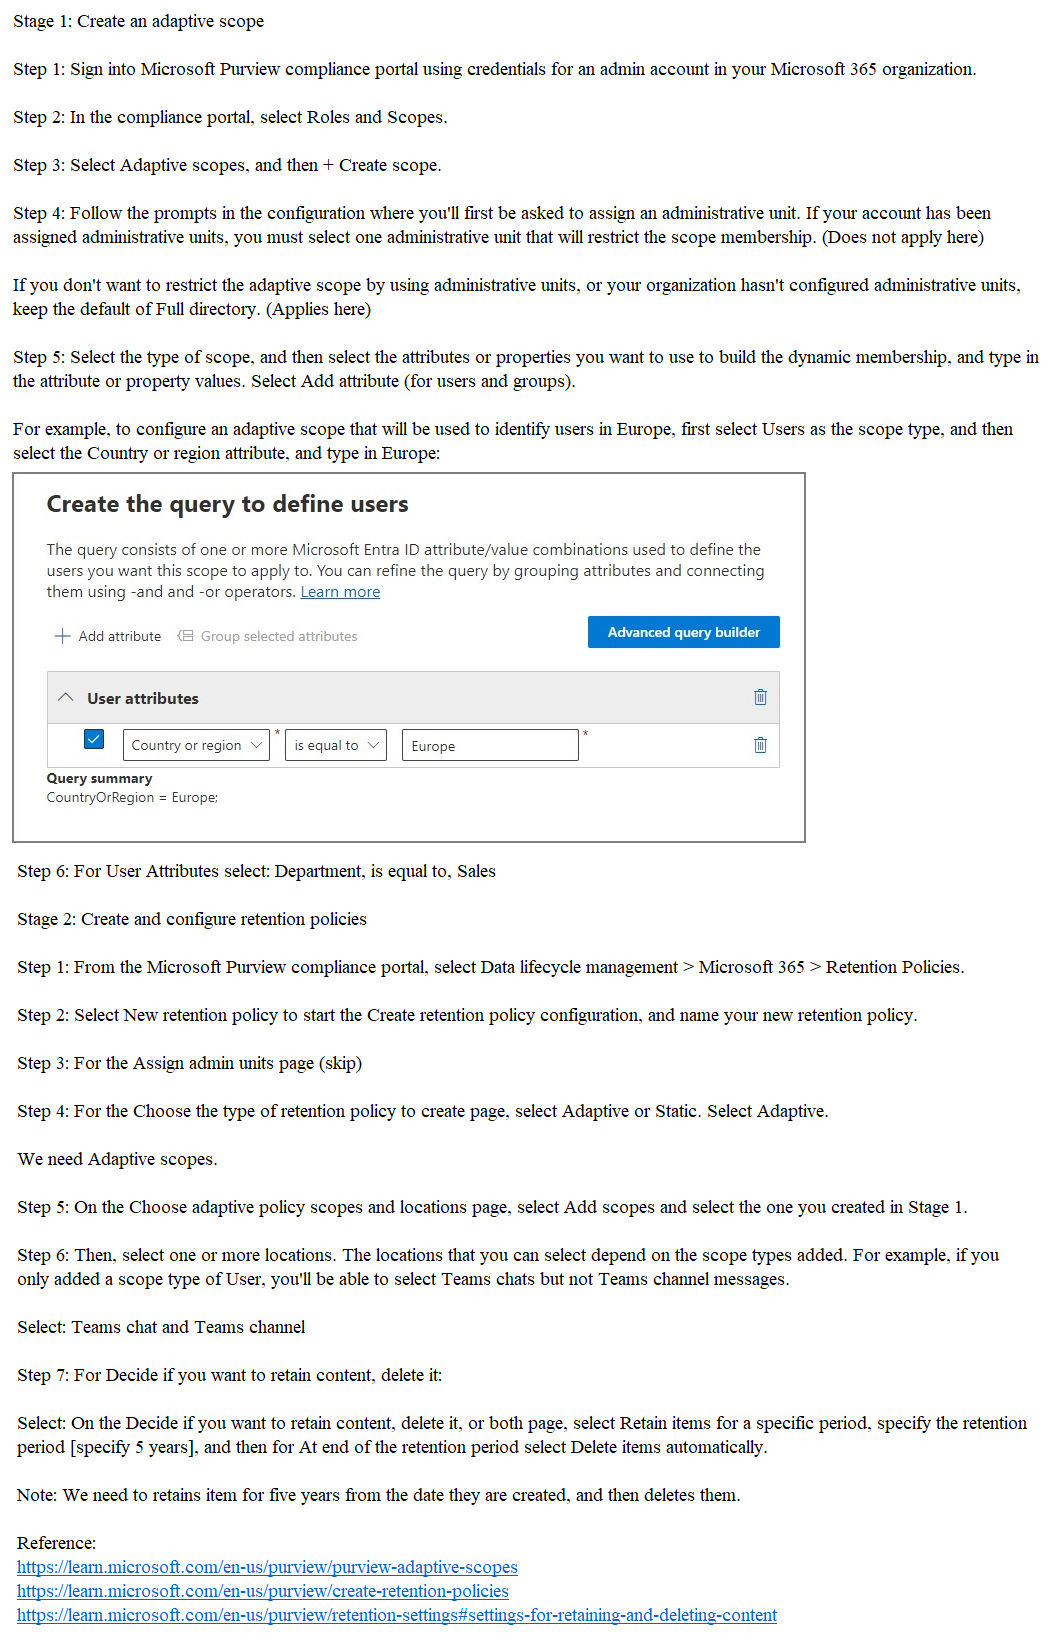 Stage 1: Create an adaptive scope
Step 1: Sign into Microsoft Purview compliance portal using credentials for an admin account in your Microsoft 365 organization.
Step 2: In the compliance portal, select Roles and Scopes.
Step 3: Select Adaptive scopes, and then + Create scope.
Step 4: Follow the prompts in the configuration where you'll first be asked to assign an administrative unit. If your account has been
assigned administrative units, you must select one administrative unit that will restrict the scope membership. (Does not apply here)
If you don't want to restrict the adaptive scope by using administrative units, or your organization hasn't configured administrative units,
keep the default of Full directory. (Applies here)
Step 5: Select the type of scope, and then select the attributes or properties you want to use to build the dynamic membership, and type in
the attribute or property values. Select Add attribute (for users and groups).
For example, to configure an adaptive scope that will be used to identify users in Europe, first select Users as the scope type, and then
select the Country or region attribute, and type in Europe:
Create the query to define users
The query consists of one or more Microsoft Entra ID attribute/value combinations used to define the
users you want this scope to apply to. You can refine the query by grouping attributes and connecting
them using -and and -or operators. Learn more
+ Add attribute Group selected attributes Advanced query builder
User attributes
Country or region * is equal to Europe *
Query summary
CountryOrRegion = Europe;
Step 6: For User Attributes select: Department, is equal to, Sales
Stage 2: Create and configure retention policies
Step 1: From the Microsoft Purview compliance portal, select Data lifecycle management > Microsoft 365 > Retention Policies.
Step 2: Select New retention policy to start the Create retention policy configuration, and name your new retention policy.
Step 3: For the Assign admin units page (skip)
Step 4: For the Choose the type of retention policy to create page, select Adaptive or Static. Select Adaptive.
We need Adaptive scopes.
Step 5: On the Choose adaptive policy scopes and locations page, select Add scopes and select the one you created in Stage 1.
Step 6: Then, select one or more locations. The locations that you can select depend on the scope types added. For example, if you
only added a scope type of User, you'll be able to select Teams chats but not Teams channel messages.
Select: Teams chat and Teams channel
Step 7: For Decide if you want to retain content, delete it:
Select: On the Decide if you want to retain content, delete it, or both page, select Retain items for a specific period, specify the retention
period [specify 5 years], and then for At end of the retention period select Delete items automatically.
Note: We need to retains item for five years from the date they are created, and then deletes them.
Reference:
https://learn.microsoft.com/en-us/purview/purview-adaptive-scopes
https://learn.microsoft.com/en-us/purview/create-retention-policies
https://learn.microsoft.com/en-us/purview/retention-settings#settings-for-retaining-and-deleting-content